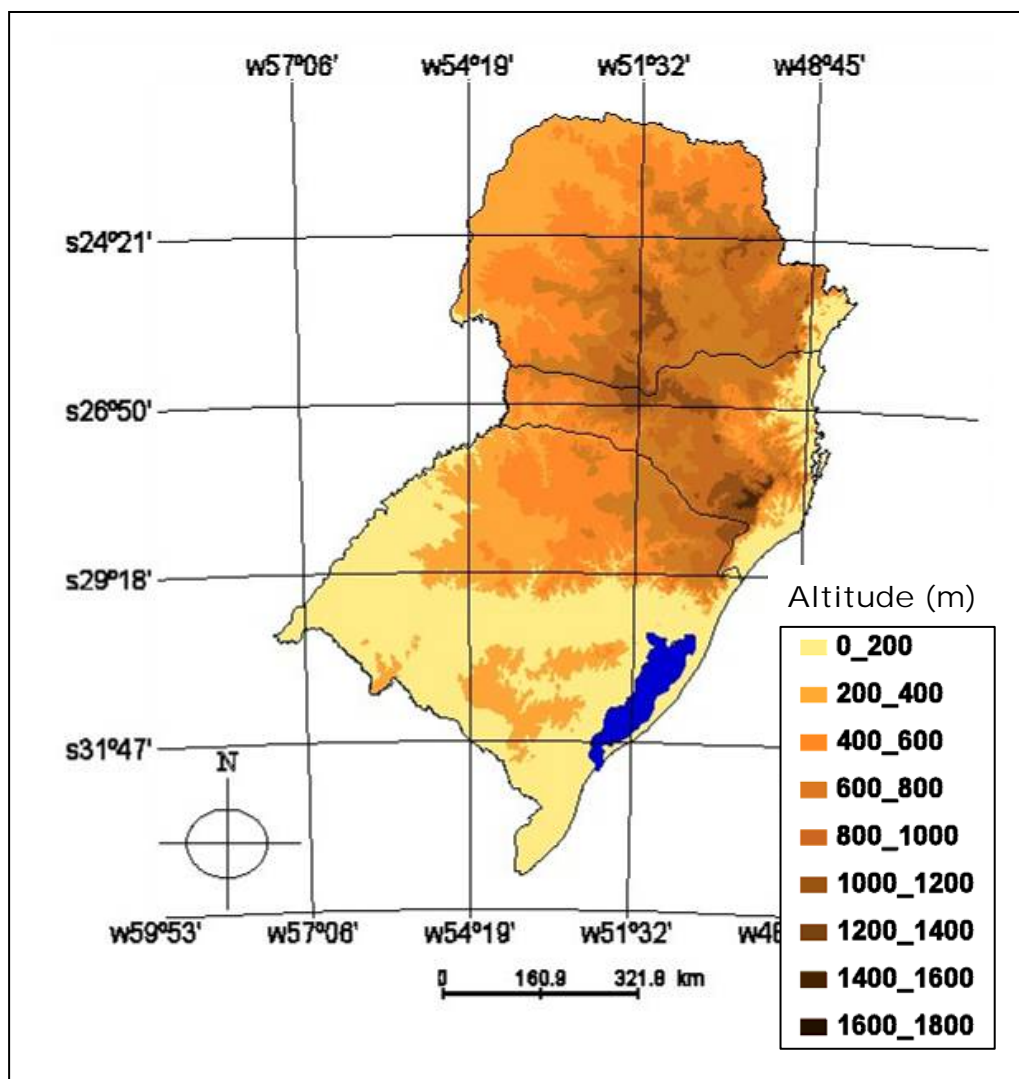 w57º06' w54º19' w51º32' w48º45'
s24º21'
s26º50'
s29º18'
Altitude (m)
0_200
200_400
400_600
s31º47'
N
600_800
800_1000
1000_1200
w59º53' w57º06' w54º19' w51º32' w48
1200_1400
0 160.9 321.8 km
1400_1600
1600_1800